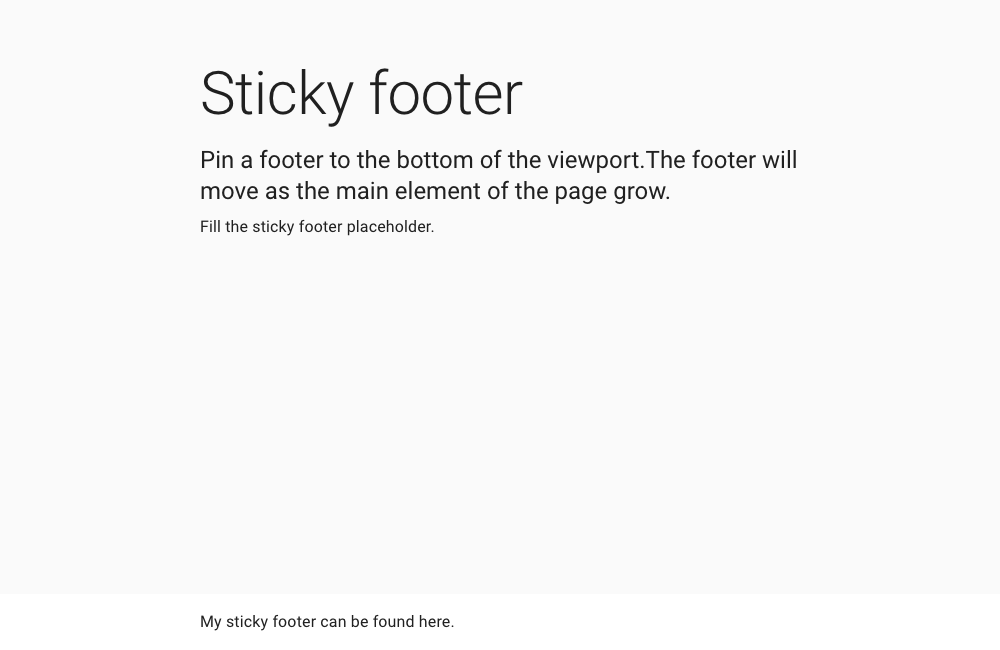 Sticky footer
Pin a footer to the bottom of the viewport.The footer will
move as the main element of the page grow.
Fill the sticky footer placeholder.
My sticky footer can be found here.